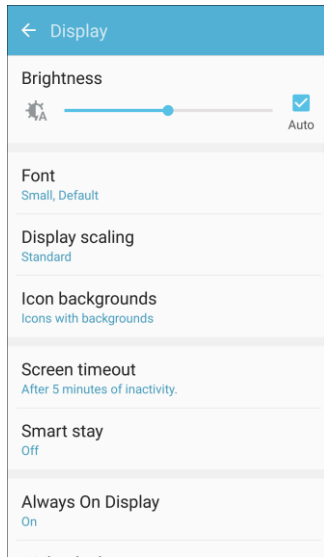 Display
Brightness
A
Auto
Font
Small, Default
Display scaling
Standard
Icon backgrounds
Icons with backgrounds
Screen timeout
After 5 minutes of inactivity.
Smart stay
Off
Always On Display
On